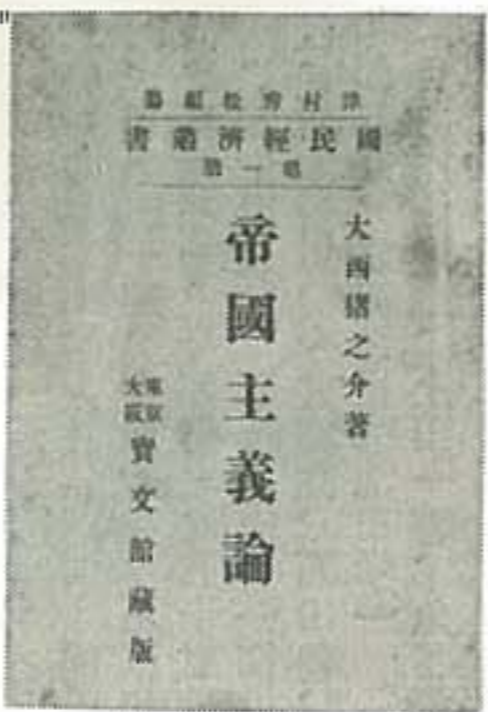 津村秀松編纂
國民經濟叢書
第一册
大西猪之介著
帝國主義論
東京
大阪
寶文館藏版